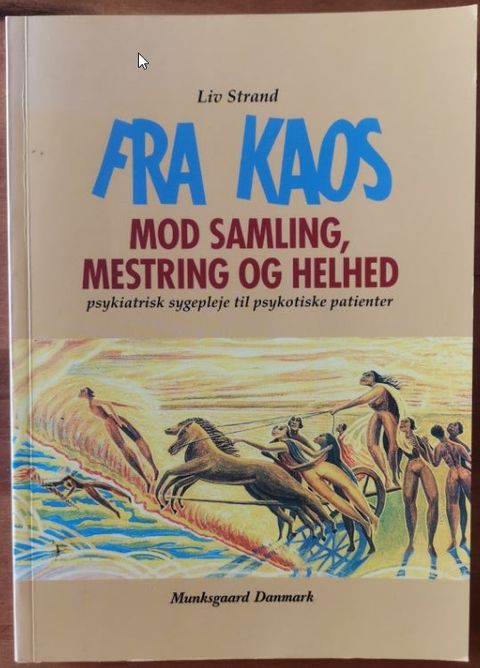 Liv Strand
FRA KAOS
MOD SAMLING,
MESTRING OG HELHED
psykiatrisk sygepleje til psykotiske patienter
Munksgaard Danmark